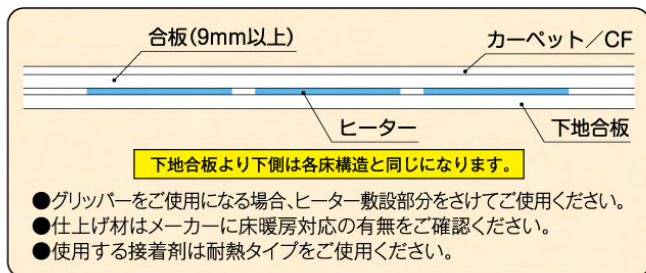 合板(9mm以上)
カーペット/CF
ヒーター
下地合板
下地合板より下側は各床構造と同じになります。
●グリッパーをご使用になる場合、ヒーター敷設部分をさけてご使用ください。
●仕上げ材はメーカーに床暖房対応の有無をご確認ください。
●使用する接着剤は耐熱タイプをご使用ください。